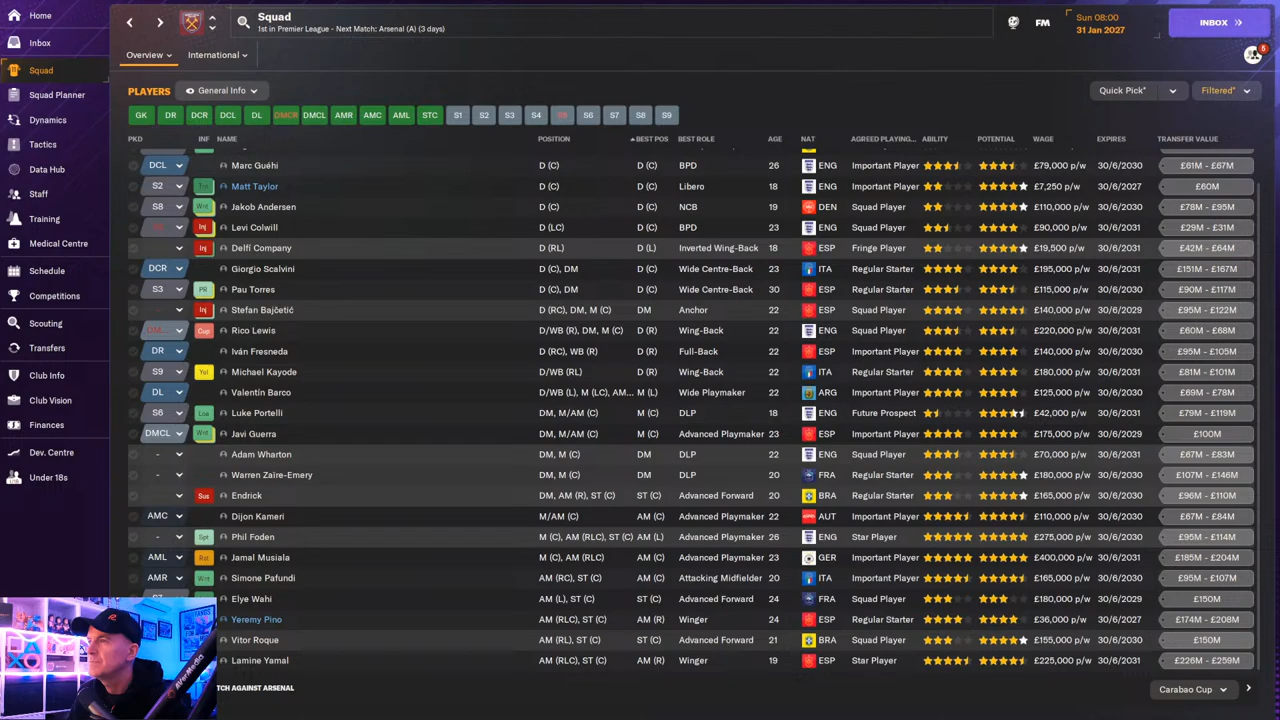 Home
Inbox
Squad
Squad Planner
Dynamics
Tactics
Data Hub
Staff
Training
Medical Centre
Schedule
Competitions
Scouting
Transfers
Club Info
Club Vision
Finances
Dev. Centre
Under 18s
Squad
1st in Premier League - Next Match: Arsenal (A) (3 days)
FM
Sun 08:00
31 Jan 2027
INBOX
5
Overview International
PLAYERS General Info Quick Pick* Filtered*
GK DR DCR DCL DL DMCR DMCL AMR AMC AML STC S1 S2 S3 S4 S5 S6 S7 S8 S9
PKD INF NAME POSITION BEST POS BEST ROLE AGE NAT AGREED PLAYING... ABILITY POTENTIAL WAGE EXPIRES TRANSFER VALUE
DCL Marc Guéhi D (C) D (C) BPD 26 ENG Important Player £79,000 p/w 30/6/2030 £61M - £67M
S2 Matt Taylor D (C) D (C) Libero 18 ENG Important Player £7,250 p/w 30/6/2027 £60M
S8 Wnt Jakob Andersen D (C) D (C) NCB 19 DEN Squad Player £110,000 p/w 30/6/2030 £78M - £95M
Inj Levi Colwill D (LC) D (C) BPD 23 ENG Squad Player £90,000 p/w 30/6/2031 £29M - £31M
Inj Delfí Company D (RL) D (L) Inverted Wing-Back 18 ESP Fringe Player £19,500 p/w 30/6/2031 £42M - £64M
DCR Giorgio Scalvini D (C), DM D (C) Wide Centre-Back 23 ITA Regular Starter £195,000 p/w 30/6/2031 £151M - £167M
S3 PR Pau Torres D (C), DM D (C) Wide Centre-Back 30 ESP Regular Starter £115,000 p/w 30/6/2030 £90M - £117M
Inj Stefan Bajčetić D (RC), DM, M (C) DM Anchor 22 ESP Important Player £140,000 p/w 30/6/2029 £95M - £122M
DM... Cup Rico Lewis D/WB (R), DM, M (C) D (R) Wing-Back 22 ENG Important Player £220,000 p/w 30/6/2031 £60M - £68M
DR Iván Fresneda D (RC), WB (R) D (R) Full-Back 22 ESP Important Player £140,000 p/w 30/6/2030 £95M - £105M
S9 Yel Michael Kayode D/WB (RL) D (R) Wing-Back 22 ITA Important Player £180,000 p/w 30/6/2031 £81M - £101M
DL Valentín Barco D/WB (L), M (LC), AM... M (L) Wide Playmaker 22 ARG Important Player £125,000 p/w 30/6/2030 £69M - £78M
S6 Loa Luke Portelli DM, M/AM (C) M (C) DLP 18 ENG Future Prospect £42,000 p/w 30/6/2031 £79M - £119M
DMCL Wnt Javi Guerra DM, M/AM (C) M (C) Advanced Playmaker 23 ESP Important Player £175,000 p/w 30/6/2029 £100M
- Adam Wharton DM, M (C) DM DLP 22 ENG Squad Player £70,000 p/w 30/6/2031 £67M - £83M
- Warren Zaïre-Emery DM, M (C) DM DLP 20 FRA Regular Starter £180,000 p/w 30/6/2031 £107M - £146M
Sus Endrick DM, AM (R), ST (C) ST (C) Advanced Forward 20 BRA Regular Starter £165,000 p/w 30/6/2031 £96M - £110M
AMC Dijon Kameri M/AM (C) AM (C) Advanced Playmaker 22 AUT Important Player £110,000 p/w 30/6/2030 £67M - £84M
- Spt Phil Foden M (C), AM (RLC), ST (C) AM (L) Advanced Playmaker 26 ENG Star Player £275,000 p/w 30/6/2030 £95M - £114M
AML Rst Jamal Musiala AM (RLC) AM (C) Advanced Playmaker 23 GER Important Player £400,000 p/w 30/6/2031 £185M - £204M
AMR Wnt Simone Pafundi AM (RC), ST (C) AM (C) Attacking Midfielder 20 ITA Important Player £165,000 p/w 30/6/2030 £95M - £107M
Elye Wahi AM (L), ST (C) ST (C) Advanced Forward 24 FRA Squad Player £180,000 p/w 30/6/2029 £150M
Yeremy Pino AM (RLC), ST (C) AM (R) Winger 24 ESP Regular Starter £36,000 p/w 30/6/2027 £174M - £208M
Vitor Roque AM (RL), ST (C) ST (C) Advanced Forward 21 BRA Squad Player £155,000 p/w 30/6/2030 £150M
Lamine Yamal AM (RLC), ST (C) AM (R) Winger 19 ESP Star Player £225,000 p/w 30/6/2031 £226M - £259M
TCH AGAINST ARSENAL
Carabao Cup